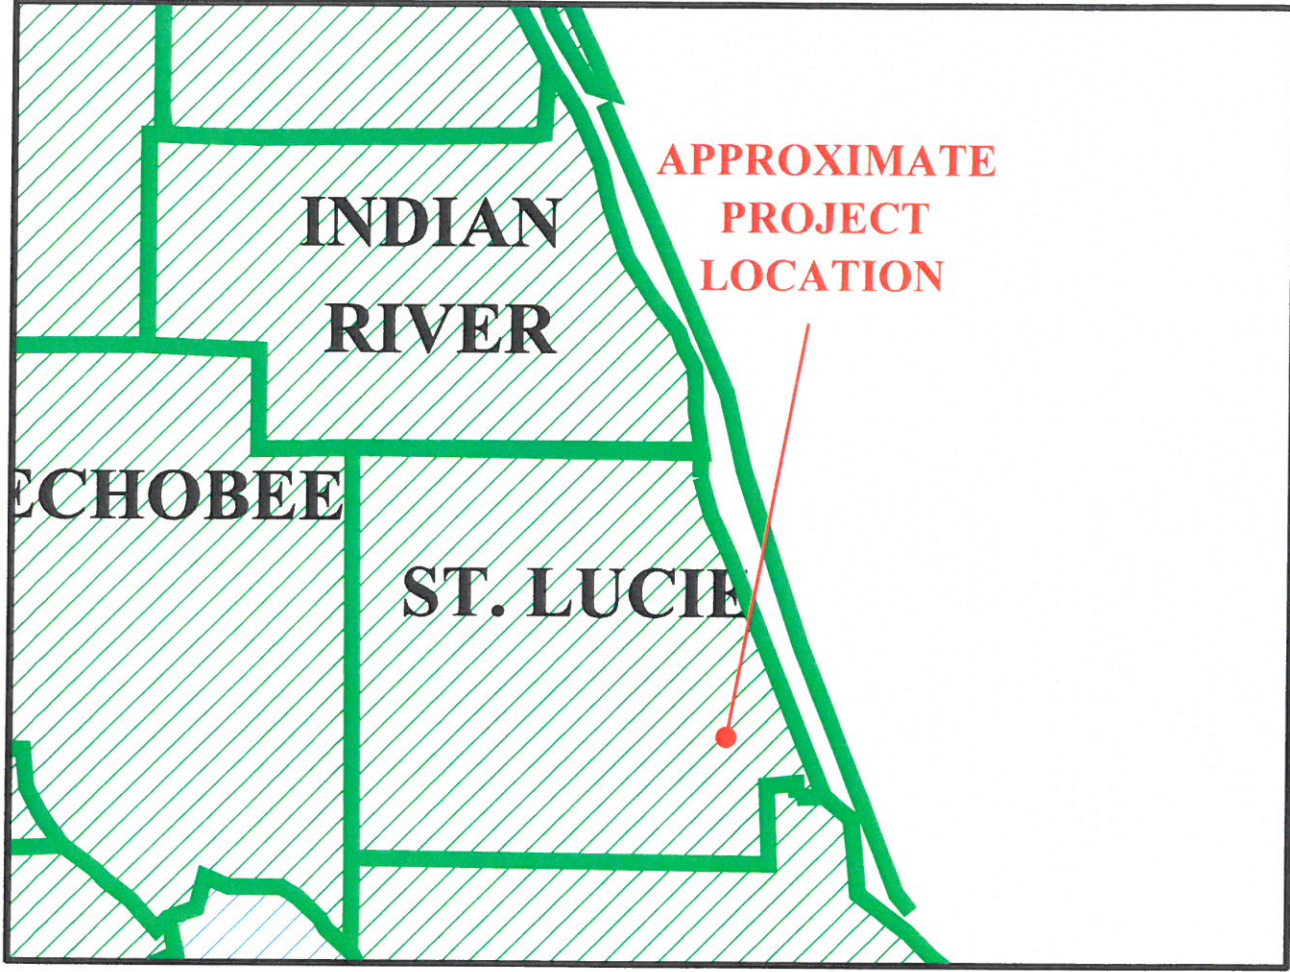 APPROXIMATE
PROJECT
LOCATION
INDIAN
RIVER
ECHOBEE
ST. LUCIE